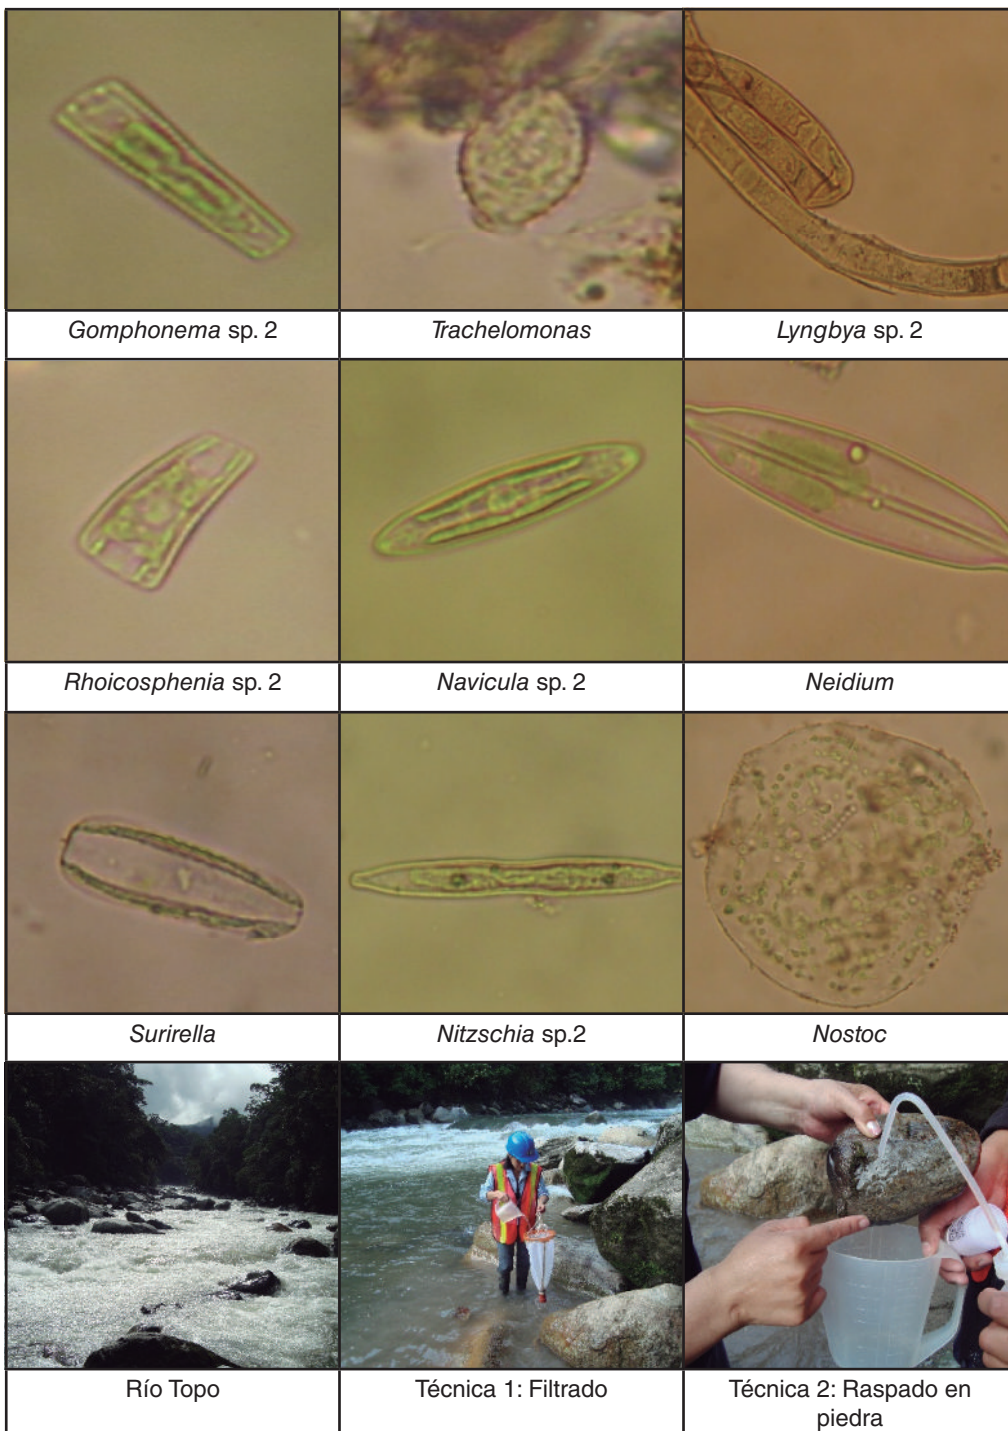 Gomphonema sp. 2
Trachelomonas
Lyngbya sp. 2
Rhoicosphenia sp. 2
Navicula sp. 2
Neidium
Surirella
Nitzschia sp.2
Nostoc
Río Topo
Técnica 1: Filtrado
Técnica 2: Raspado en
piedra